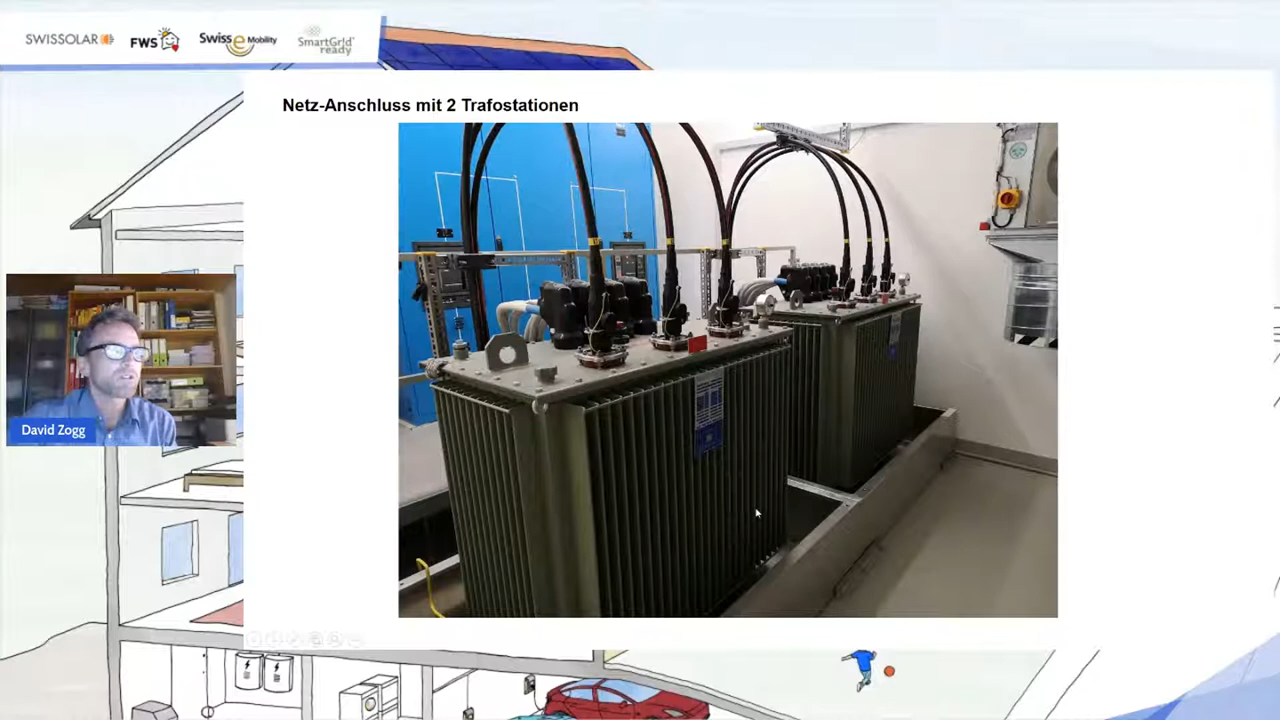 SWISSOLAR
FWS
Swiss e Mobility
SmartGrid ready
Netz-Anschluss mit 2 Trafostationen
David Zogg